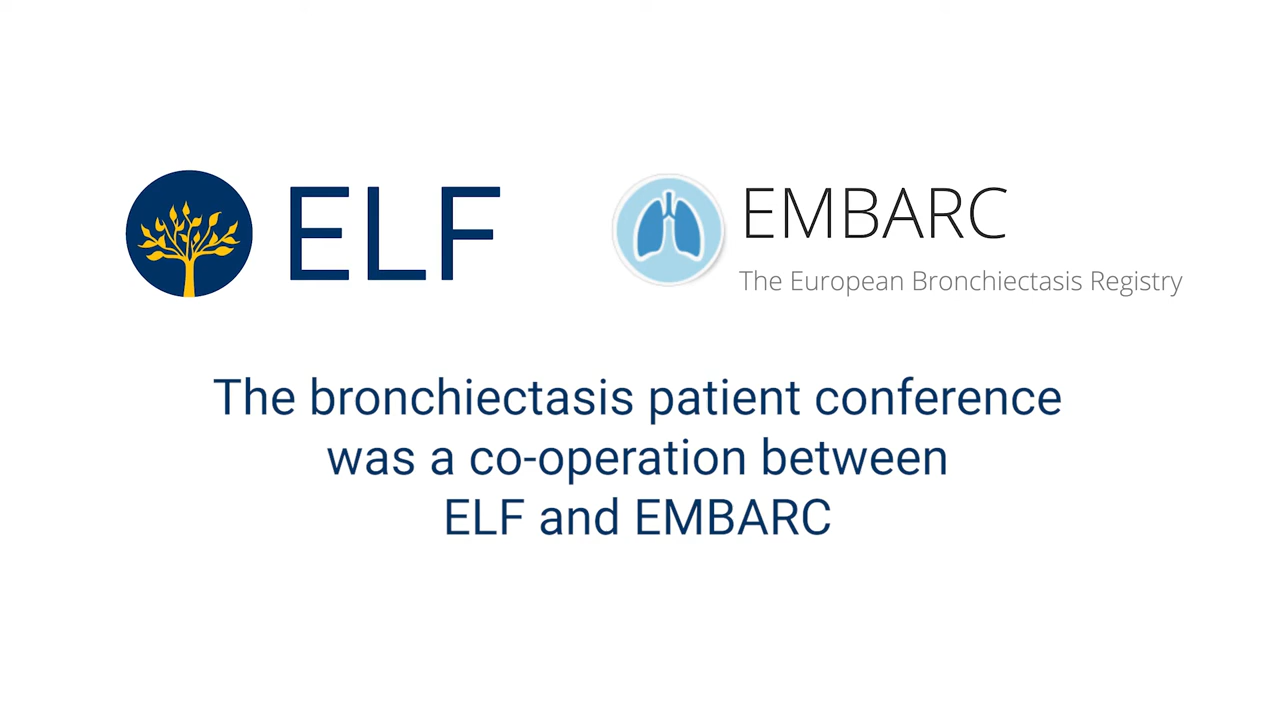 ELF
EMBARC
The European Bronchiectasis Registry
The bronchiectasis patient conference
was a co-operation between
ELF and EMBARC